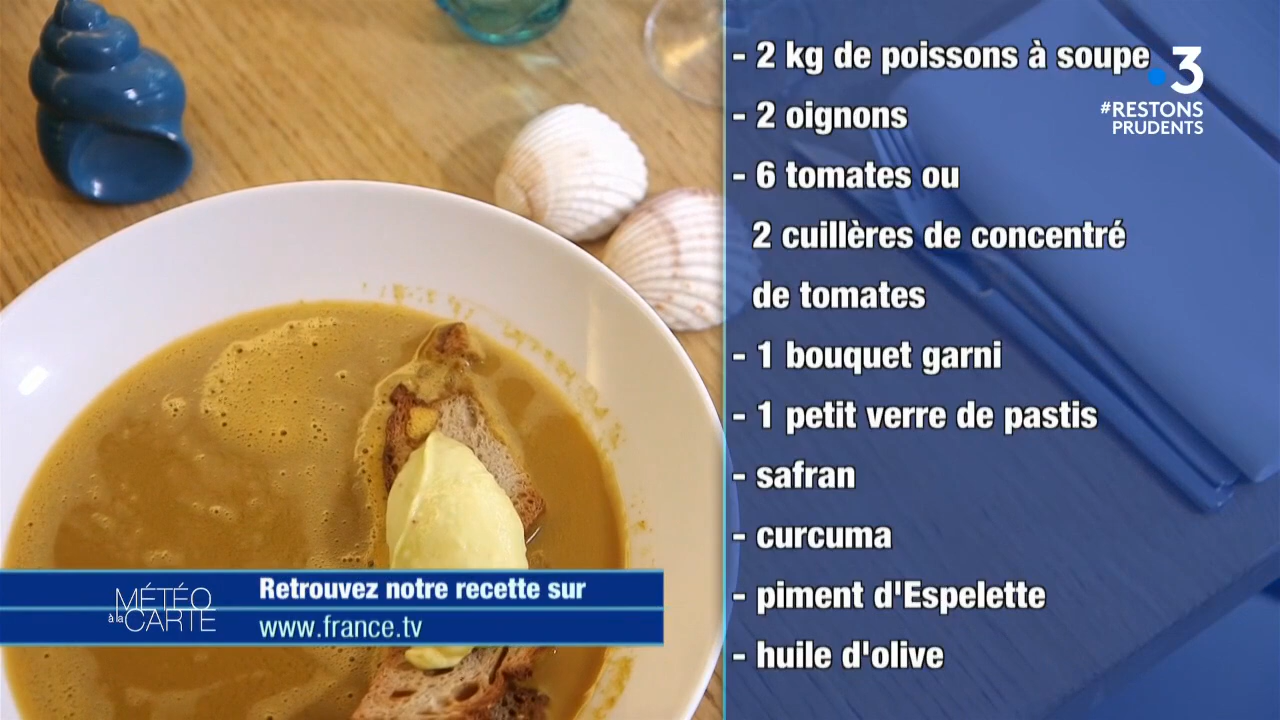 - 2 kg de poissons à soupe
- 2 oignons
- 6 tomates ou
2 cuillères de concentré
de tomates
- 1 bouquet garni
- 1 petit verre de pastis
- safran
- curcuma
- piment d'Espelette
- huile d'olive
3
#RESTONS
PRUDENTS
MÉTÉO
à la CARTE
Retrouvez notre recette sur
www.france.tv